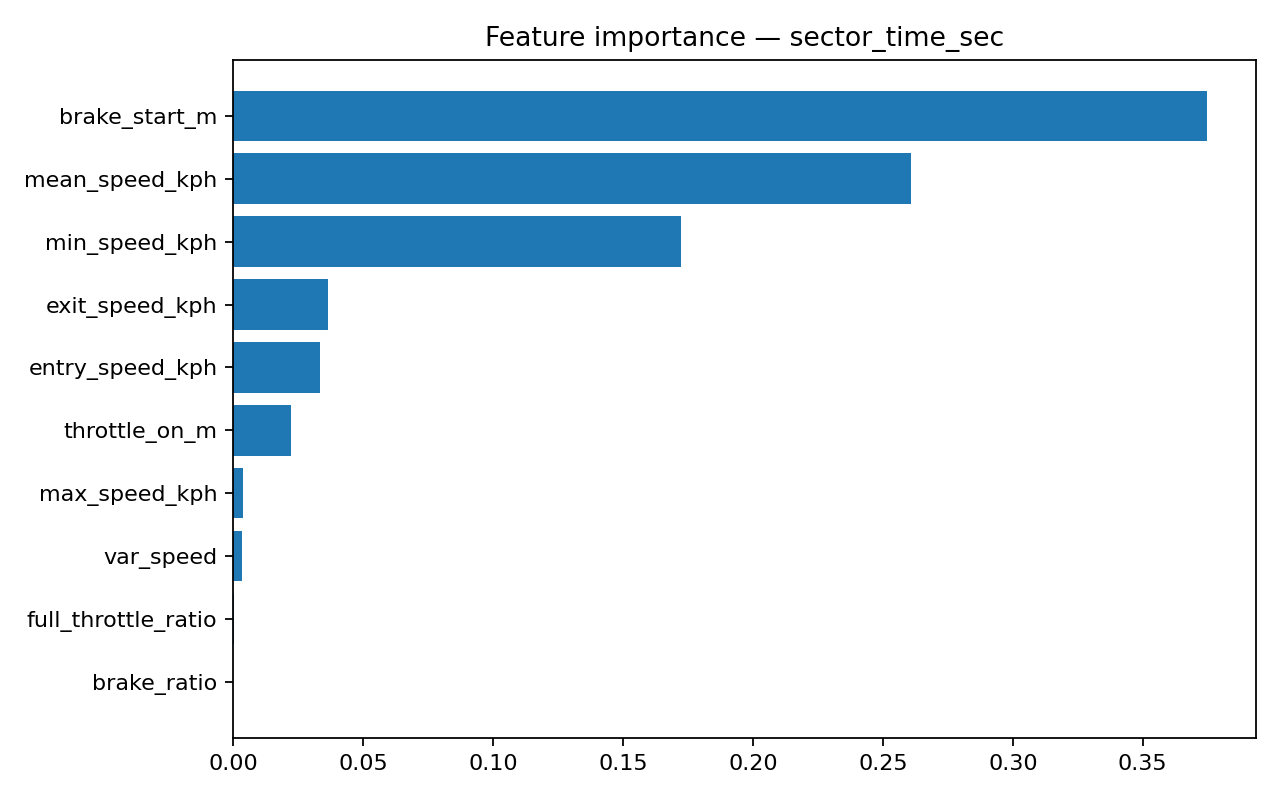 Feature importance — sector_time_sec
brake_start_m
mean_speed_kph
min_speed_kph
exit_speed_kph
entry_speed_kph
throttle_on_m
max_speed_kph
var_speed
full_throttle_ratio
brake_ratio
0.00 0.05 0.10 0.15 0.20 0.25 0.30 0.35